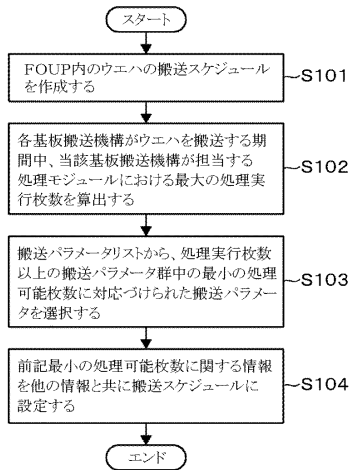 スタート
FOUP内のウエハの搬送スケジュール
を作成する
S101
各基板搬送機構がウエハを搬送する期
間中、当該基板搬送機構が担当する
処理モジュールにおける最大の処理実
行枚数を算出する
S102
搬送パラメータリストから、処理実行枚数
以上の搬送パラメータ群中の最小の処理
可能枚数に対応づけられた搬送パラメー
タを選択する
S103
前記最小の処理可能枚数に関する情報
を他の情報と共に搬送スケジュールに
設定する
S104
エンド